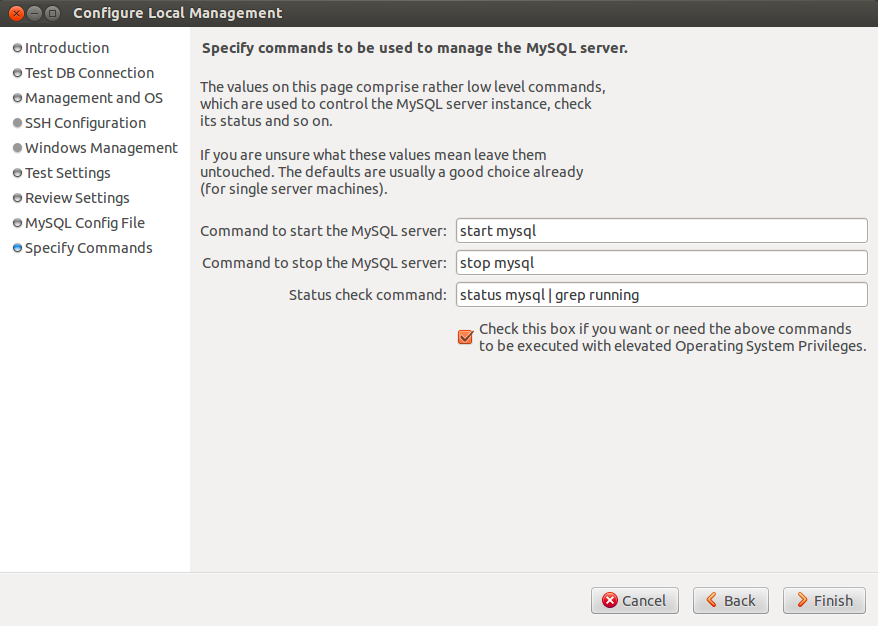 Configure Local Management
Introduction
Test DB Connection
Management and OS
SSH Configuration
Windows Management
Test Settings
Review Settings
MySQL Config File
Specify Commands
Specify commands to be used to manage the MySQL server.
The values on this page comprise rather low level commands,
which are used to control the MySQL server instance, check
its status and so on.
If you are unsure what these values mean leave them
untouched. The defaults are usually a good choice already
(for single server machines).
Command to start the MySQL server: start mysql
Command to stop the MySQL server: stop mysql
Status check command: status mysql | grep running
Check this box if you want or need the above commands
to be executed with elevated Operating System Privileges.
Cancel Back Finish